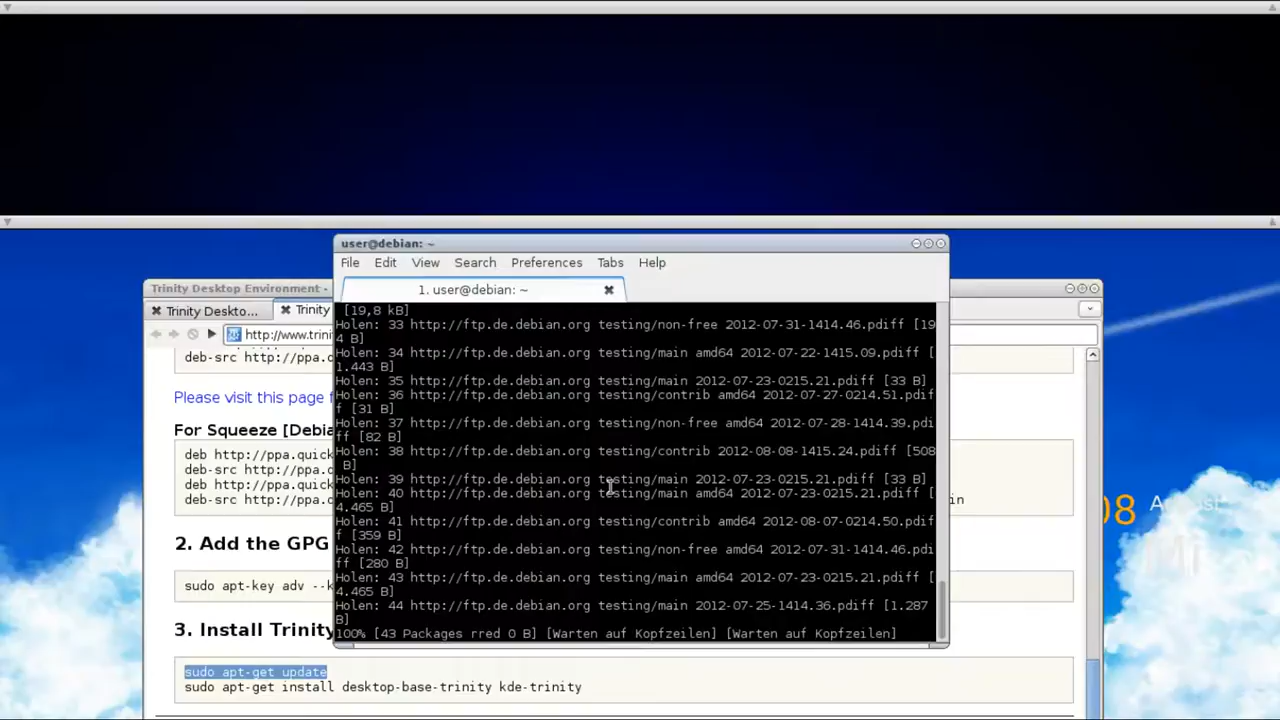 user@debian: ~
File Edit View Search Preferences Tabs Help
1. user@debian: ~
[19,8 kB]
Holen: 33 http://ftp.de.debian.org testing/non-free 2012-07-31-1414.46.pdiff [19
4 B]
Holen: 34 http://ftp.de.debian.org testing/main amd64 2012-07-22-1415.09.pdiff [
1.443 B]
Holen: 35 http://ftp.de.debian.org testing/main 2012-07-23-0215.21.pdiff [33 B]
Holen: 36 http://ftp.de.debian.org testing/contrib amd64 2012-07-27-0214.51.pdif
f [31 B]
Holen: 37 http://ftp.de.debian.org testing/non-free amd64 2012-07-28-1414.39.pdi
ff [82 B]
Holen: 38 http://ftp.de.debian.org testing/contrib 2012-08-08-1415.24.pdiff [508
B]
Holen: 39 http://ftp.de.debian.org testing/main 2012-07-23-0215.21.pdiff [33 B]
Holen: 40 http://ftp.de.debian.org testing/main amd64 2012-07-23-0215.21.pdiff [
4.465 B]
Holen: 41 http://ftp.de.debian.org testing/contrib amd64 2012-08-07-0214.50.pdif
f [359 B]
Holen: 42 http://ftp.de.debian.org testing/non-free amd64 2012-07-31-1414.46.pdi
ff [280 B]
Holen: 43 http://ftp.de.debian.org testing/main amd64 2012-07-23-0215.21.pdiff [
4.465 B]
Holen: 44 http://ftp.de.debian.org testing/main 2012-07-25-1414.36.pdiff [1.287
B]
100% [43 Packages rred 0 B] [Warten auf Kopfzeilen] [Warten auf Kopfzeilen]
Trinity Desktop Environment -
Trinity Deskto... Trinity
http://www.trini
deb-src http://ppa.
Please visit this page f
For Squeeze [Debia
deb http://ppa.quick
deb-src http://ppa.q
deb http://ppa.quick
deb-src http://ppa.q in
2. Add the GPG
sudo apt-key adv --k
3. Install Trinity
sudo apt-get update
sudo apt-get install desktop-base-trinity kde-trinity
08 August
Mi